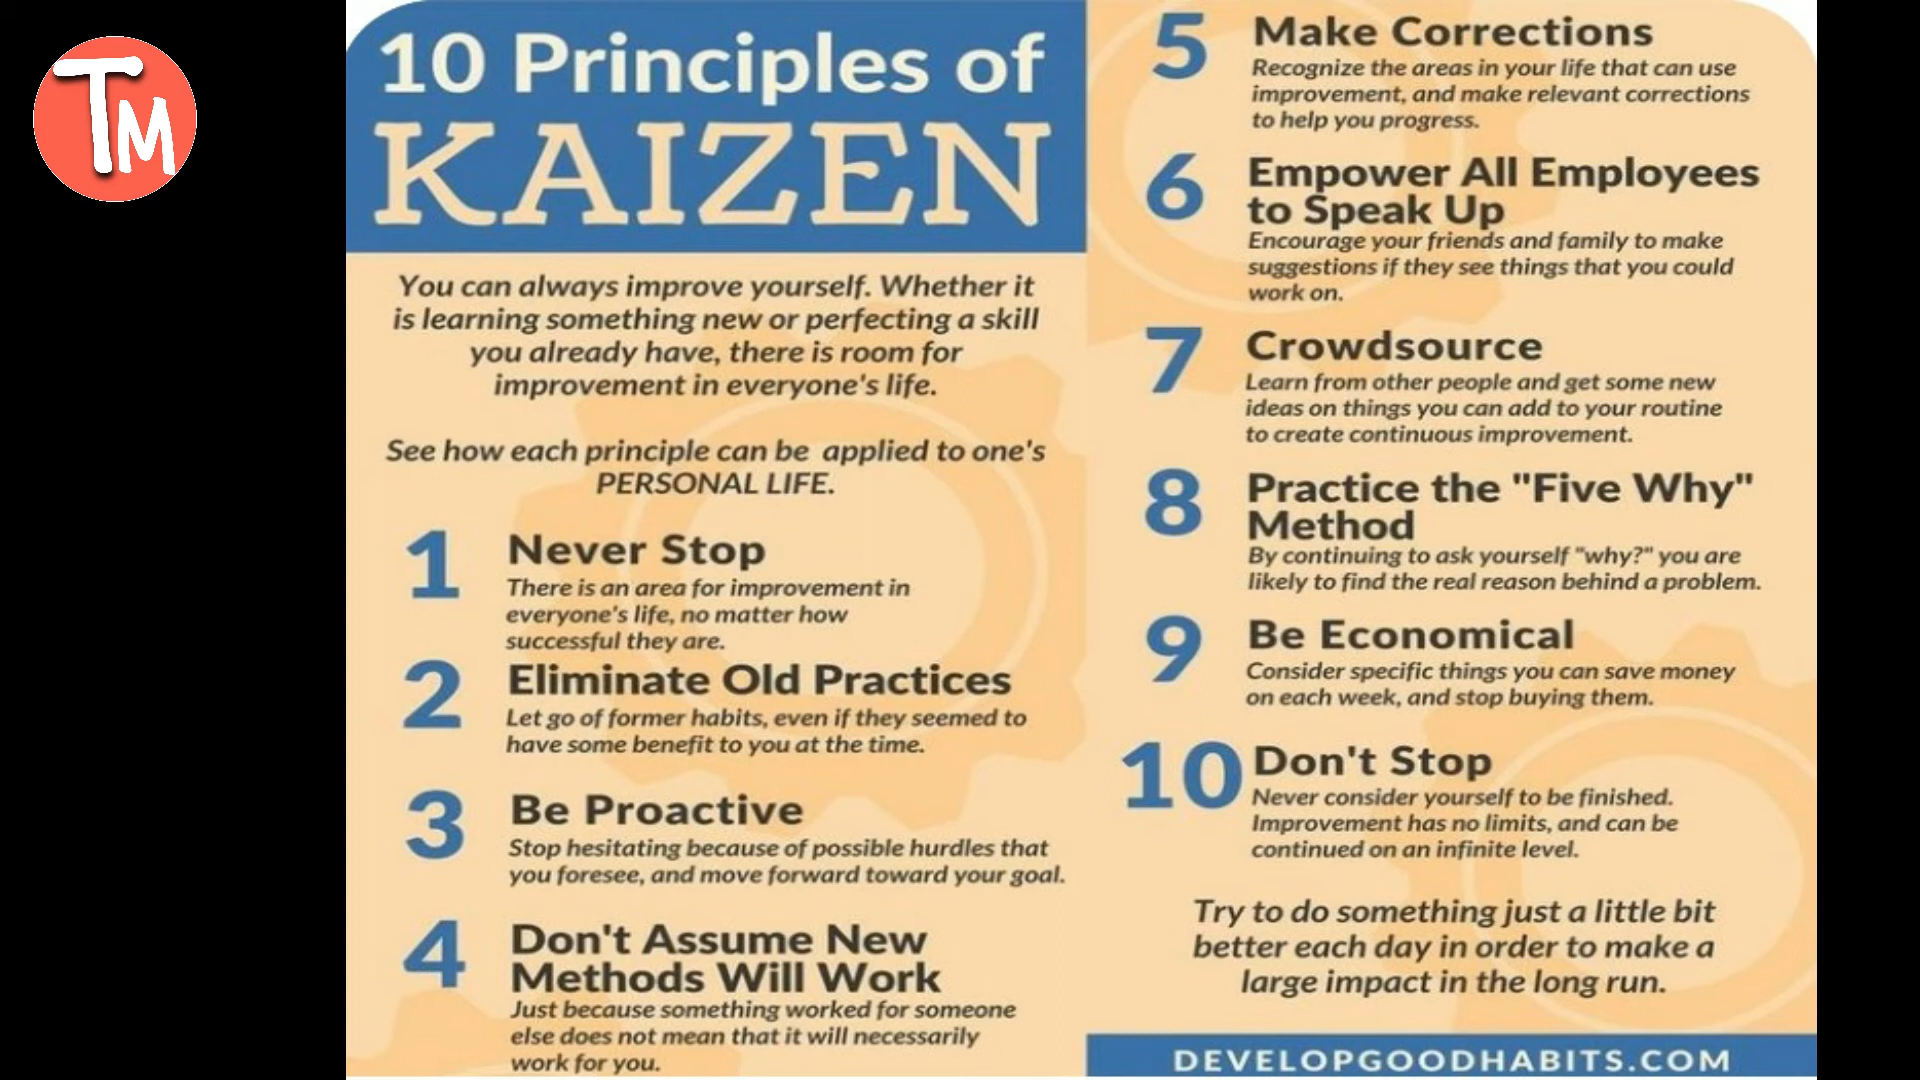 TM
10 Principles of
KAIZEN
You can always improve yourself. Whether it
is learning something new or perfecting a skill
you already have, there is room for
improvement in everyone's life.
See how each principle can be applied to one's
PERSONAL LIFE.
1 Never Stop
There is an area for improvement in
everyone's life, no matter how
successful they are.
2 Eliminate Old Practices
Let go of former habits, even if they seemed to
have some benefit to you at the time.
3 Be Proactive
Stop hesitating because of possible hurdles that
you foresee, and move forward toward your goal.
4 Don't Assume New
Methods Will Work
Just because something worked for someone
else does not mean that it will necessarily
work for you.
5 Make Corrections
Recognize the areas in your life that can use
improvement, and make relevant corrections
to help you progress.
6 Empower All Employees
to Speak Up
Encourage your friends and family to make
suggestions if they see things that you could
work on.
7 Crowdsource
Learn from other people and get some new
ideas on things you can add to your routine
to create continuous improvement.
8 Practice the "Five Why"
Method
By continuing to ask yourself "why?" you are
likely to find the real reason behind a problem.
9 Be Economical
Consider specific things you can save money
on each week, and stop buying them.
10 Don't Stop
Never consider yourself to be finished.
Improvement has no limits, and can be
continued on an infinite level.
Try to do something just a little bit
better each day in order to make a
large impact in the long run.
DEVELOPGOODHABITS.COM